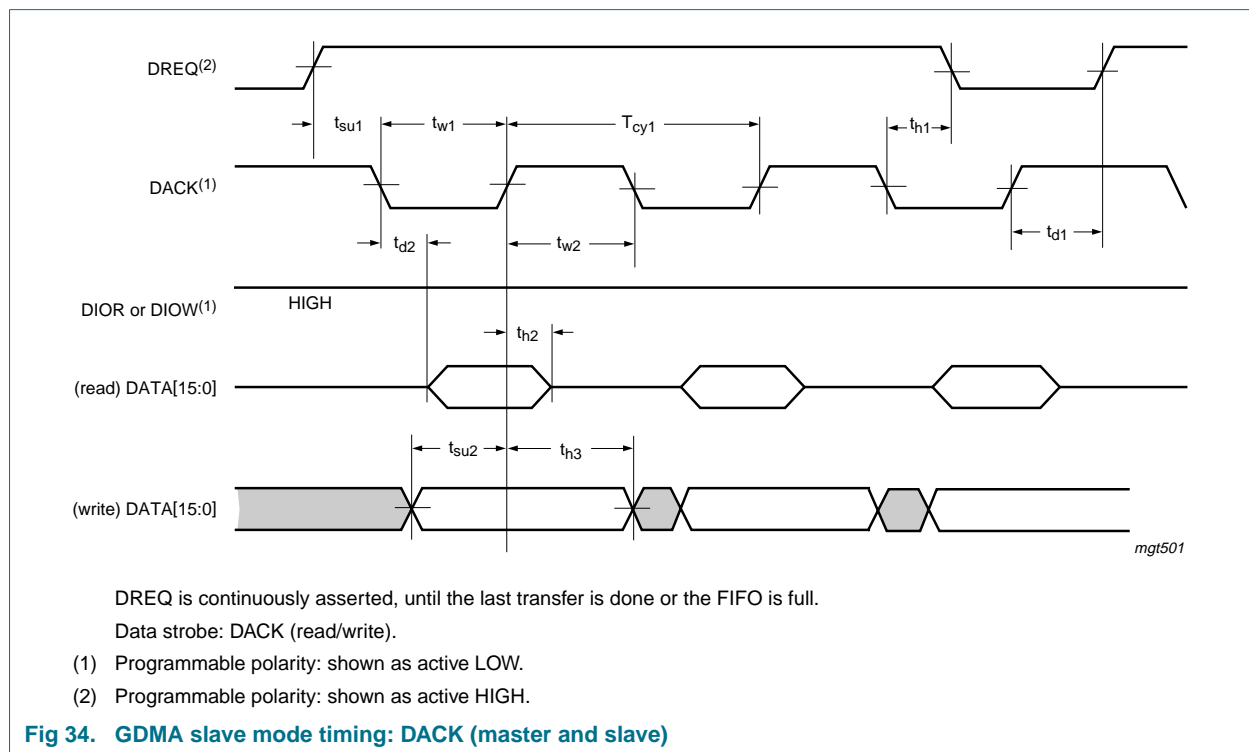 DREQ(2)
tsu1
tw1
Tcy1
th1
DACK(1)
td2
tw2
td1
DIOR or DIOW(1)
HIGH
th2
(read) DATA[15:0]
tsu2
th3
(write) DATA[15:0]
mgt501
DREQ is continuously asserted, until the last transfer is done or the FIFO is full.
Data strobe: DACK (read/write).
(1) Programmable polarity: shown as active LOW.
(2) Programmable polarity: shown as active HIGH.
Fig 34. GDMA slave mode timing: DACK (master and slave)